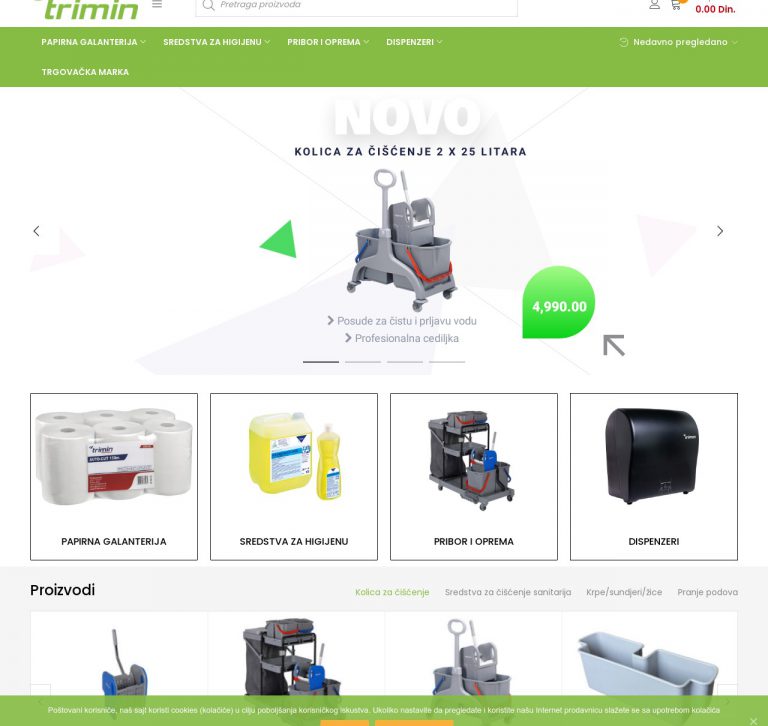 trimin
Pretraga proizvoda
0.00 Din.
PAPIRNA GALANTERIJA
SREDSTVA ZA HIGIJENU
PRIBOR I OPREMA
DISPENZERI
Nedavno pregledano
TRGOVAČKA MARKA
NOVO
KOLICA ZA ČIŠĆENJE 2 X 25 LITARA
4,990.00
Posude za čistu i prljavu vodu
Profesionalna cediljka
trimin
PAPIRNA GALANTERIJA
SREDSTVA ZA HIGIJENU
PRIBOR I OPREMA
DISPENZERI
Proizvodi
Kolica za čišćenje
Sredstva za čišćenje sanitarija
Krpe/sundjeri/žice
Pranje podova
Poštovani korisniče, naš sajt koristi cookies (kolačiće) u cilju poboljšanja korisničkog iskustva. Ukoliko nastavite da pregledate i koristite našu Internet prodavnicu slažete se sa upotrebom kolačića